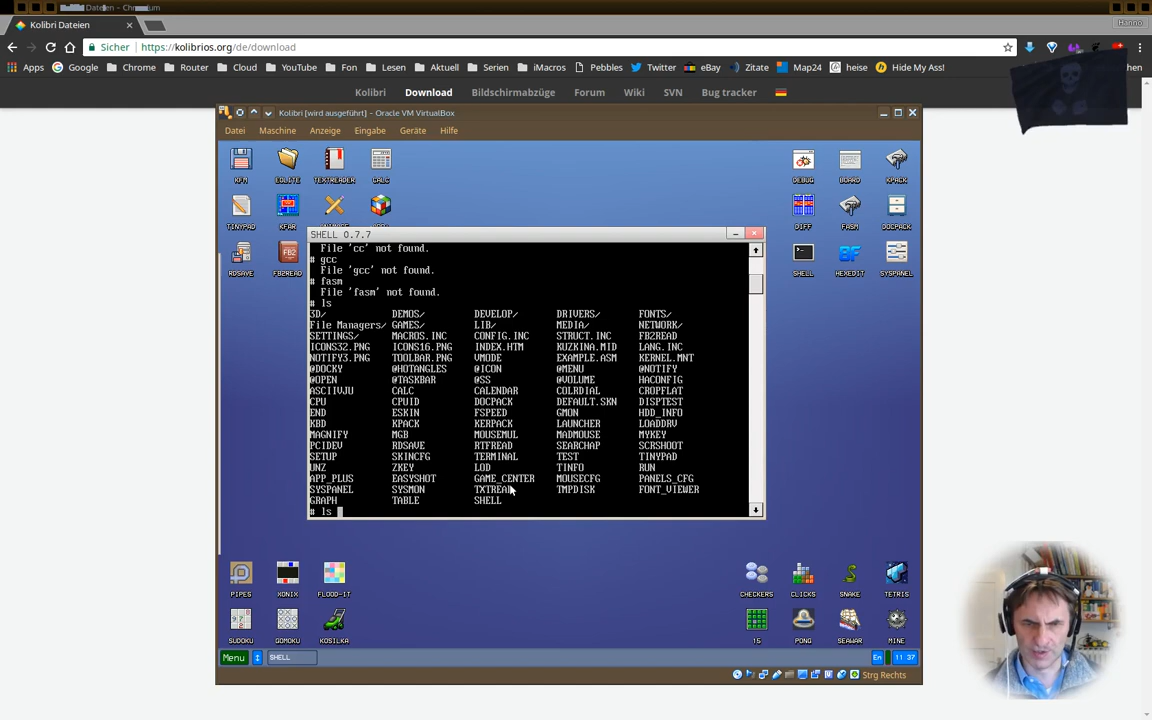 Dateien – Chromium
Kolibri Dateien
Hanno
Sicher https://kolibrios.org/de/download
Apps Google Chrome Router Cloud YouTube Fon Lesen Aktuell Serien iMacros Pebbles Twitter eBay Zitate Map24 heise Hide My Ass!
Kolibri Download Bildschirmabzüge Forum Wiki SVN Bug tracker
Kolibri [wird ausgeführt] – Oracle VM VirtualBox
Datei Maschine Anzeige Eingabe Geräte Hilfe
KFM EOLITE TEXTREADER CALC DEBUG BOARD KPACK
TINYPAD KFAR DIFF FASM DOCPACK
RDSAVE FB2READ SHELL HEXEDIT SYSPANEL
SHELL 0.7.7
File 'cc' not found.
# gcc
File 'gcc' not found.
# fasm
File 'fasm' not found.
# ls
3D/ DEMOS/ DEVELOP/ DRIVERS/ FONTS/
File Managers/ GAMES/ LIB/ MEDIA/ NETWORK/
SETTINGS/ MACROS.INC CONFIG.INC STRUCT.INC FB2READ
ICONS32.PNG ICONS16.PNG INDEX.HTM KUZKINA.MID LANG.INC
NOTIFY3.PNG TOOLBAR.PNG VMODE EXAMPLE.ASM KERNEL.MNT
@DOCKY @HOTANGLES @ICON @MENU @NOTIFY
@OPEN @TASKBAR @SS @VOLUME HACONFIG
ASCIIVJU CALC CALENDAR COLRDIAL CROPFLAT
CPU CPUID DOCPACK DEFAULT.SKN DISPTEST
END ESKIN FSPEED GMON HDD_INFO
KBD KPACK KERPACK LAUNCHER LOADDRV
MAGNIFY MGB MOUSEMUL MADMOUSE MYKEY
PCIDEV RDSAVE RTFREAD SEARCHAP SCRSHOOT
SETUP SKINCFG TERMINAL TEST TINYPAD
UNZ ZKEY LOD TINFO RUN
APP_PLUS EASYSHOT GAME_CENTER MOUSECFG PANELS_CFG
SYSPANEL SYSMON TXTREAD TMPDISK FONT_VIEWER
GRAPH TABLE SHELL
# ls
PIPES XONIX FLOOD-IT CHECKERS CLICKS SNAKE TETRIS
SUDOKU GOMOKU KOSILKA 15 PONG SEAWAR MINE
Menu SHELL En 11 37
Strg Rechts